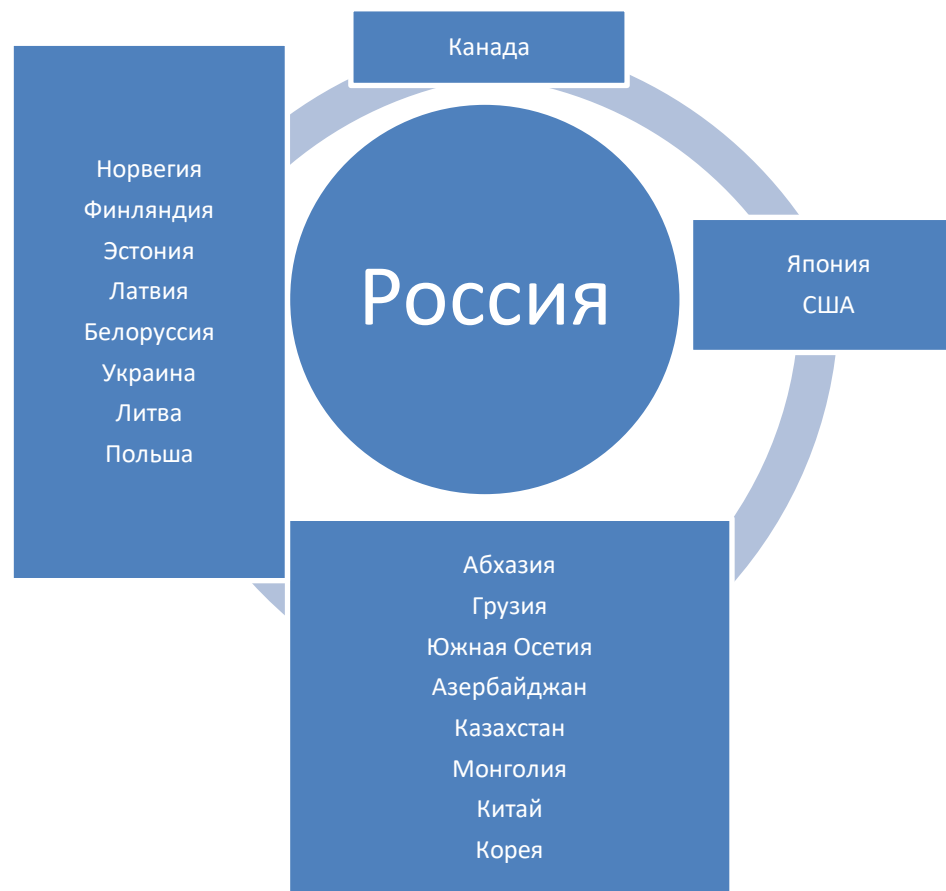 Канада
Норвегия
Финляндия
Эстония
Латвия
Белоруссия
Украина
Литва
Польша
Россия
Япония
США
Абхазия
Грузия
Южная Осетия
Азербайджан
Казахстан
Монголия
Китай
Корея